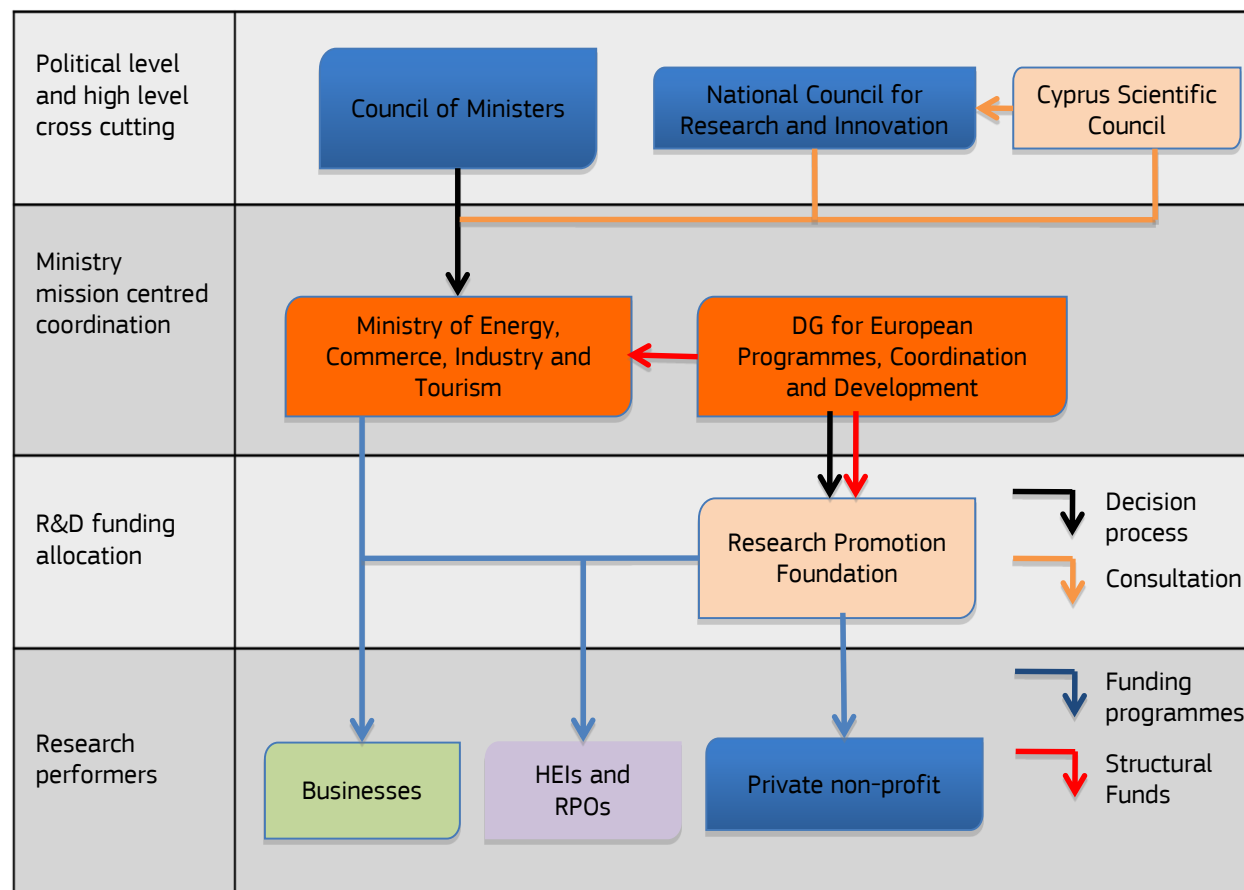 Political level
and high level
cross cutting
Council of Ministers
National Council for
Research and Innovation
Cyprus Scientific
Council
Ministry
mission centred
coordination
Ministry of Energy,
Commerce, Industry and
Tourism
DG for European
Programmes, Coordination
and Development
R&D funding
allocation
Research Promotion
Foundation
Decision
process
Consultation
Research
performers
Businesses
HEIs and
RPOs
Private non-profit
Funding
programmes
Structural
Funds